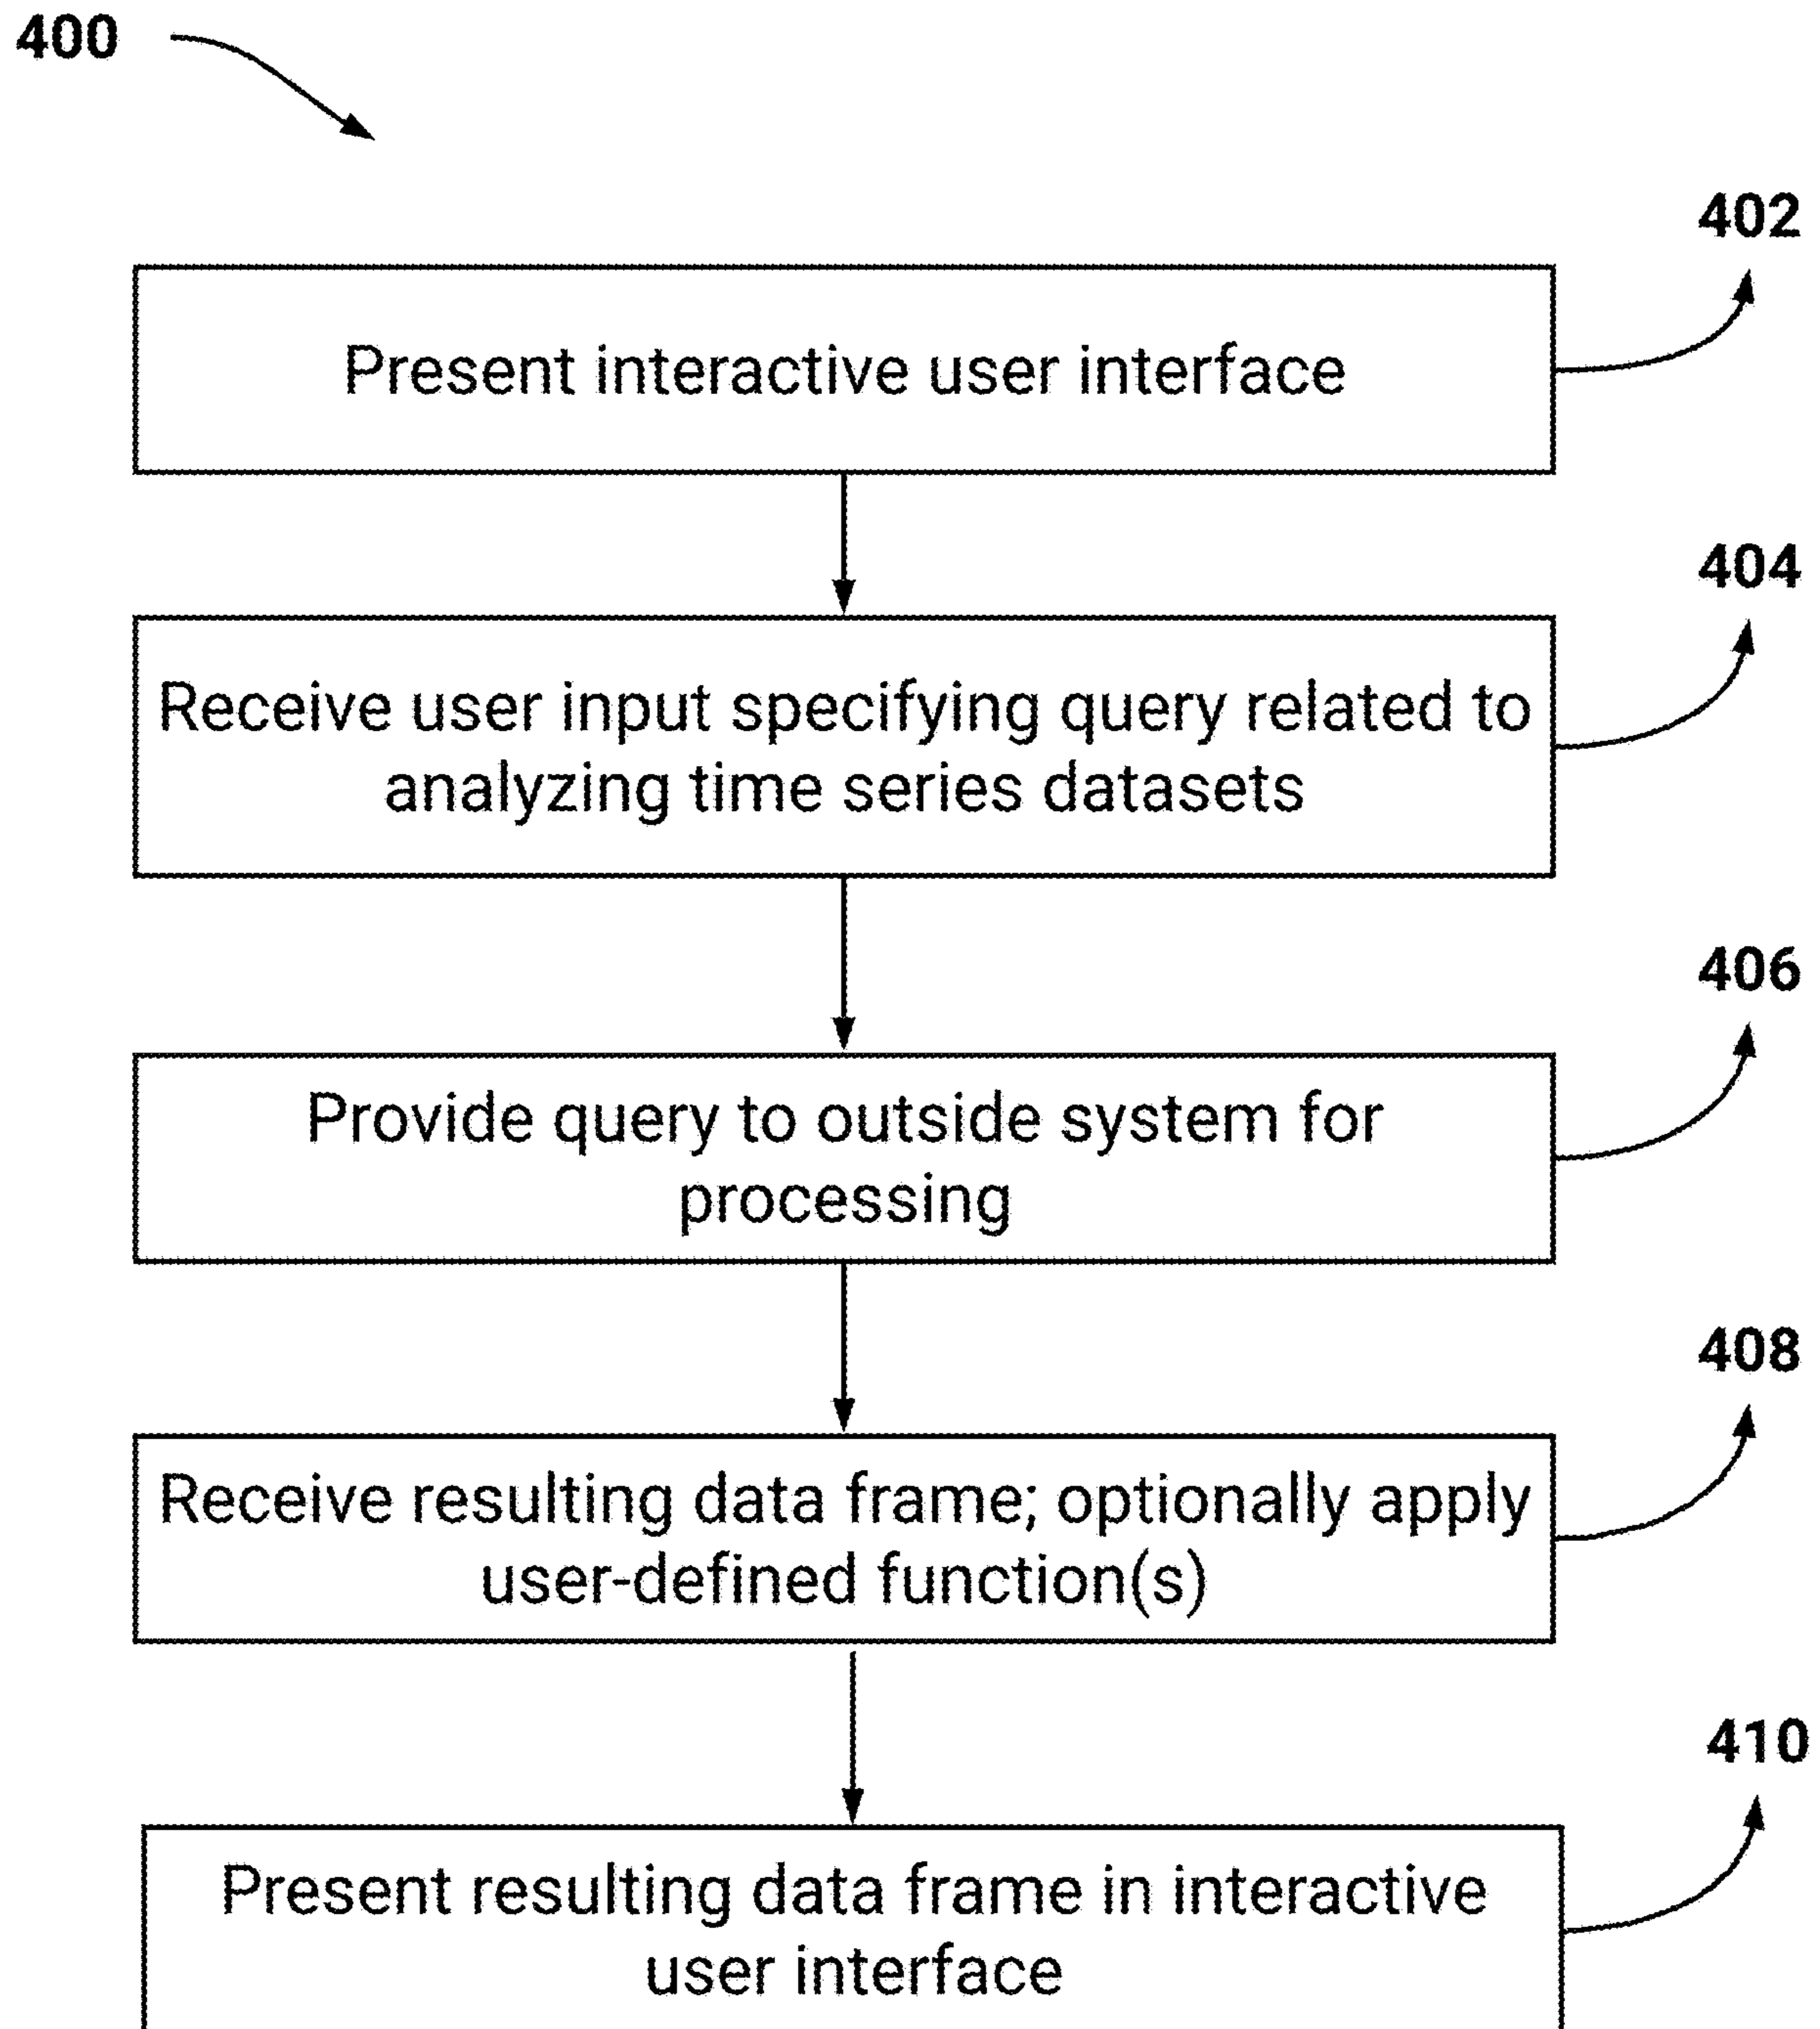 400
402
Present interactive user interface
404
Receive user input specifying query related to
analyzing time series datasets
406
Provide query to outside system for
processing
408
Receive resulting data frame; optionally apply
user-defined function(s)
410
Present resulting data frame in interactive
user interface